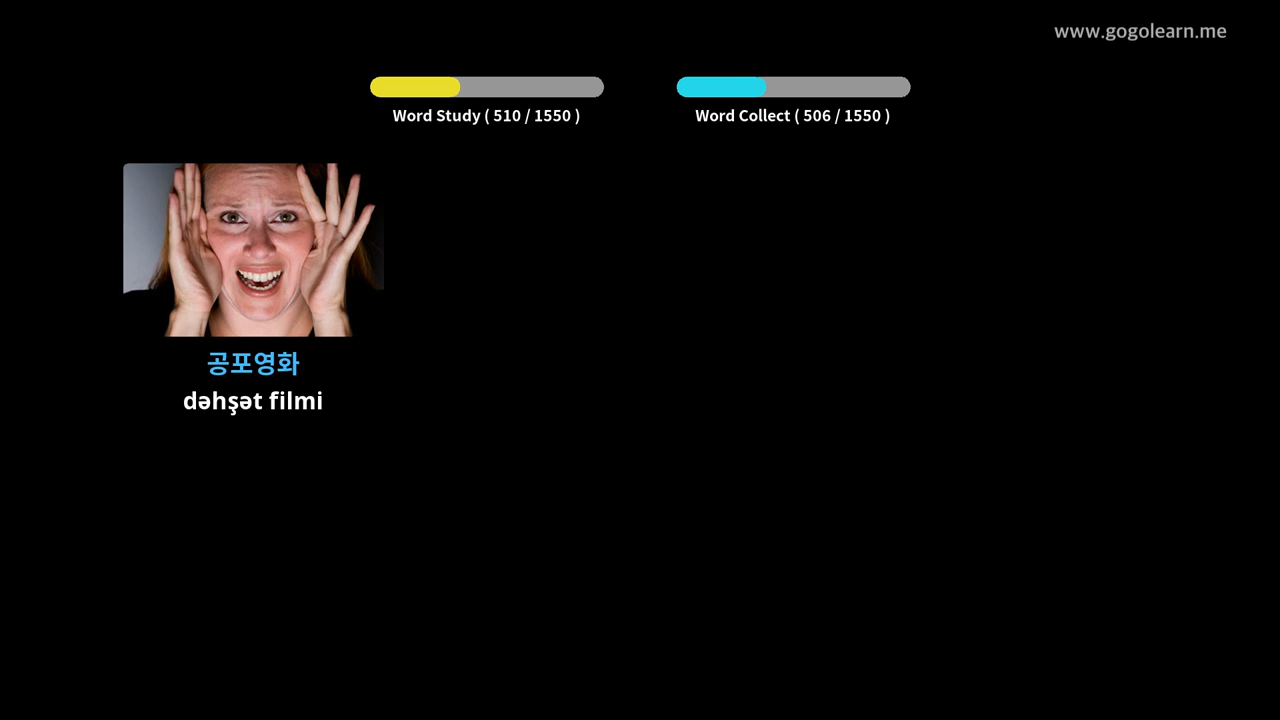 www.gogolearn.me
Word Study ( 510 / 1550 )
Word Collect ( 506 / 1550 )
공포영화
dəhşət filmi